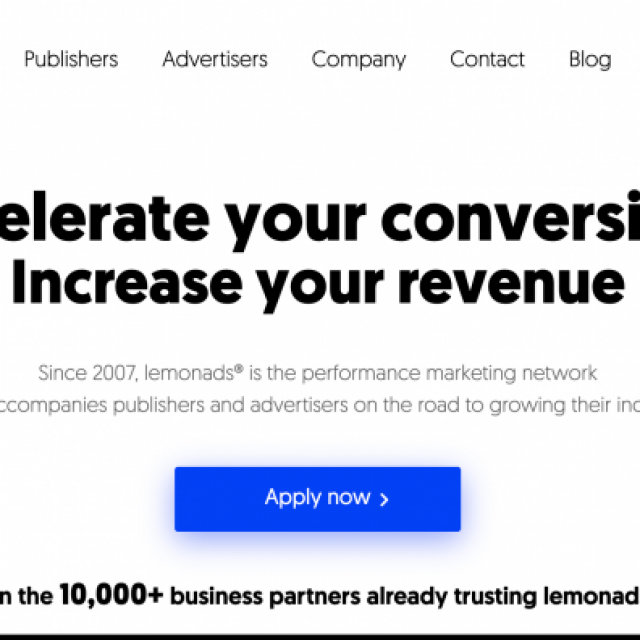 Publishers Advertisers Company Contact Blog
elerate your conversi
Increase your revenue
Since 2007, lemonads® is the performance marketing network
ccompanies publishers and advertisers on the road to growing their inc
Apply now >
n the 10,000+ business partners already trusting lemonad